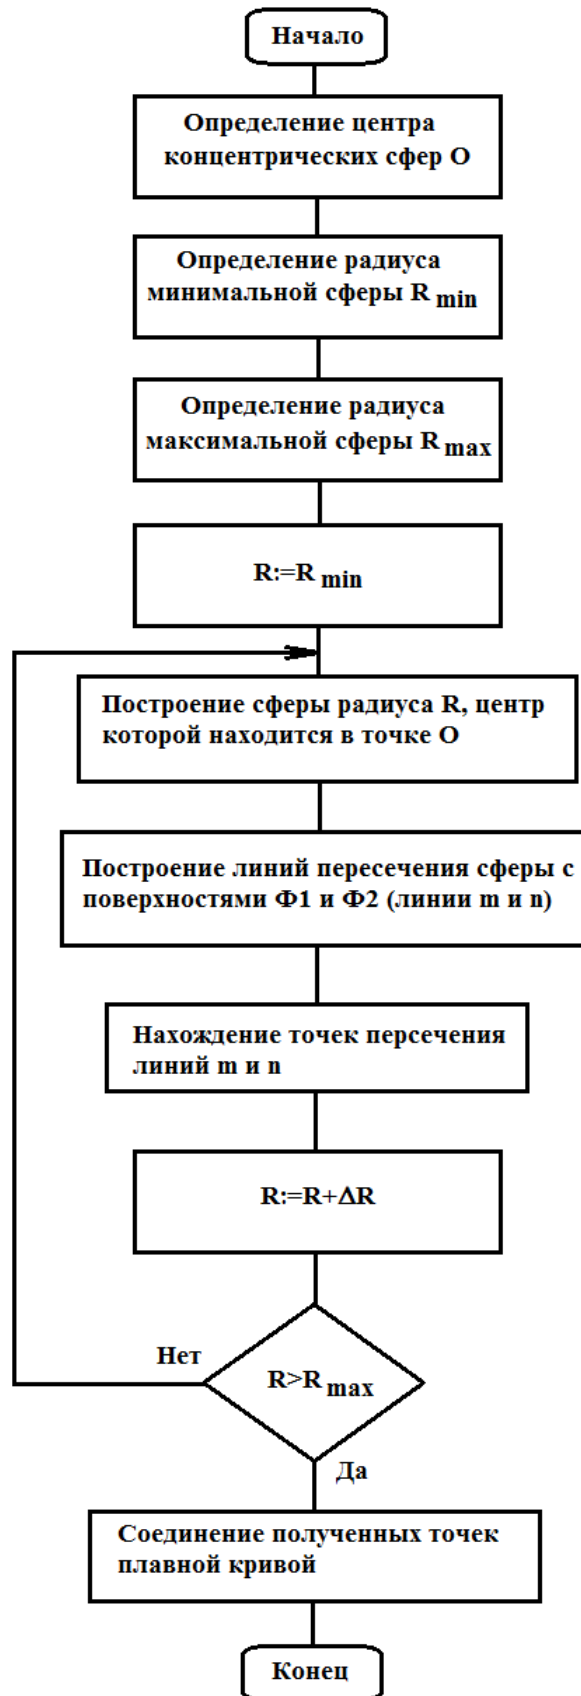 Начало
Определение центра
концентрических сфер О
Определение радиуса
минимальной сферы R min
Определение радиуса
максимальной сферы R max
R:=R min
Построение сферы радиуса R, центр
которой находится в точке О
Построение линий пересечения сферы с
поверхностями Ф1 и Ф2 (линии m и n)
Нахождение точек персечения
линий m и n
R:=R+ΔR
Нет
R>R max
Да
Соединение полученных точек
плавной кривой
Конец